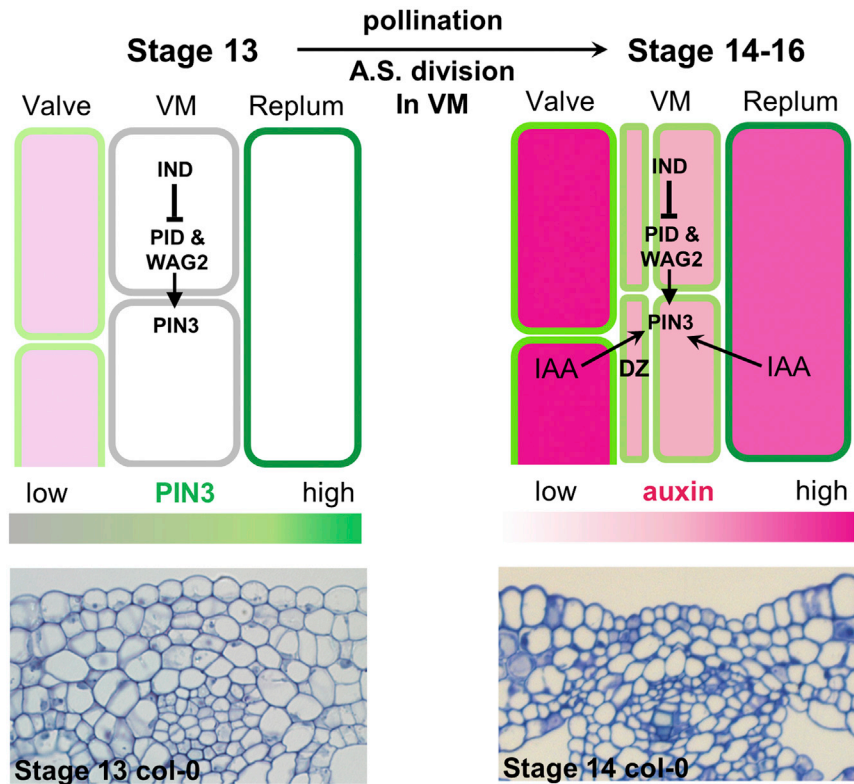 Stage 13
pollination
A.S. division
In VM
Stage 14-16
Valve VM Replum
IND
PID &
WAG2
PIN3
Valve VM Replum
IND
PID &
WAG2
PIN3
IAA DZ IAA
low PIN3 high
low auxin high
Stage 13 col-0
Stage 14 col-0